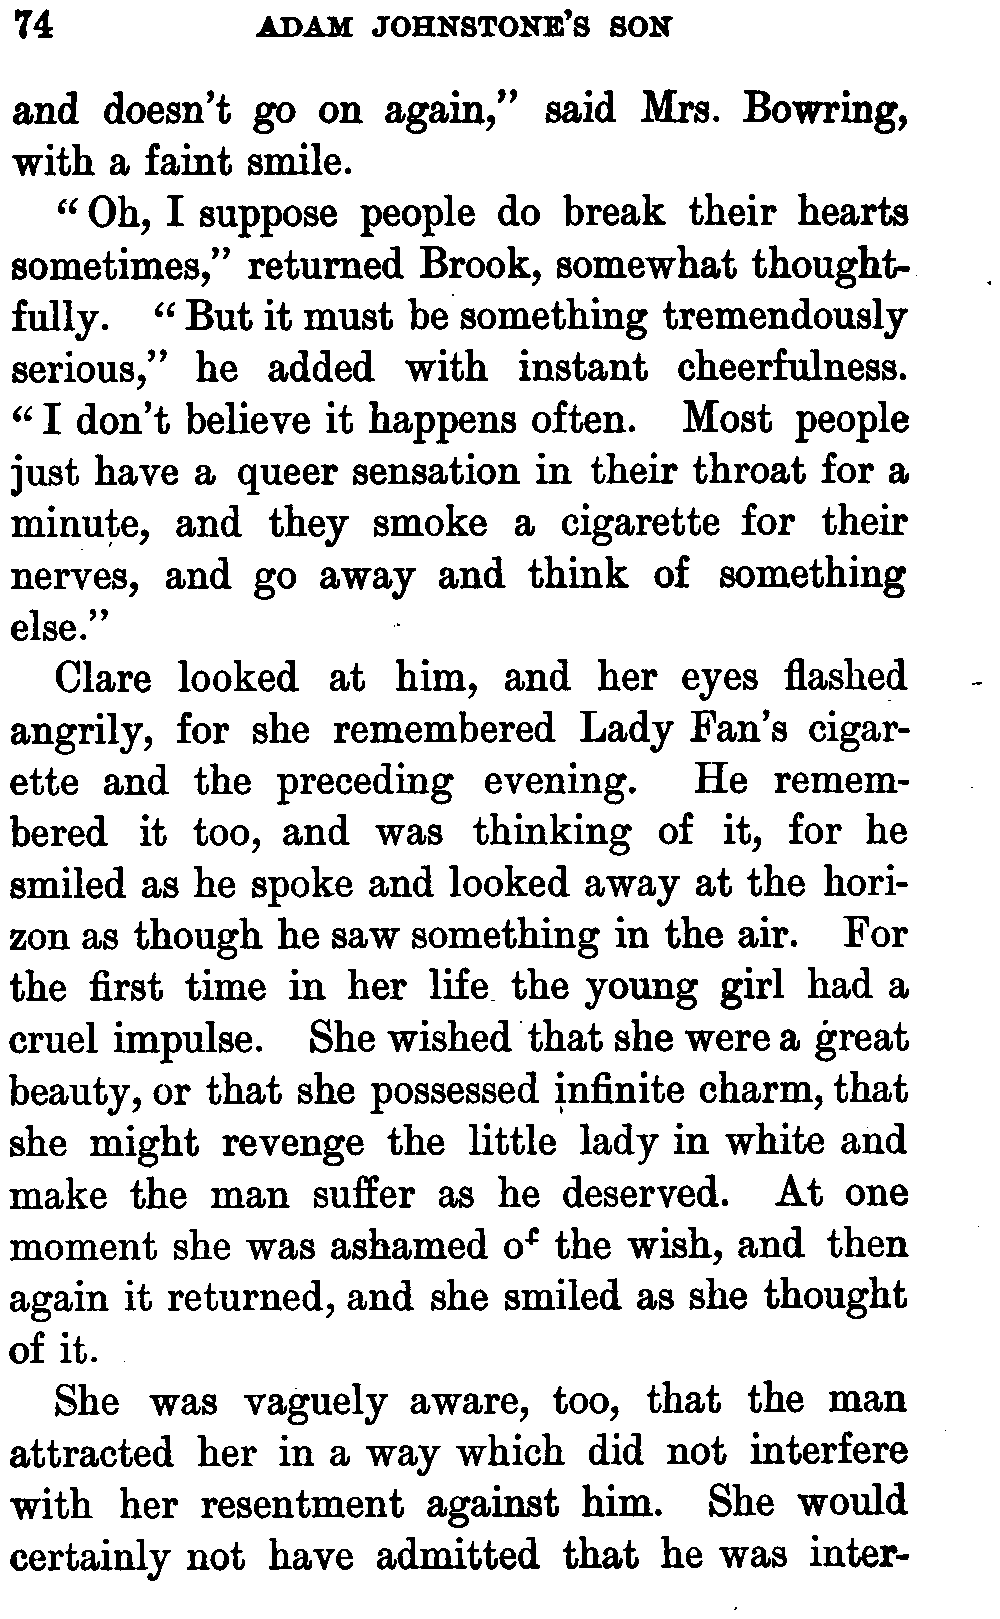 74 ADAM JOHNSTONE'S SON
and doesn't go on again," said Mrs. Bowring,
with a faint smile.
"Oh, I suppose people do break their hearts
sometimes," returned Brook, somewhat thought-
fully. "But it must be something tremendously
serious," he added with instant cheerfulness.
"I don't believe it happens often. Most people
just have a queer sensation in their throat for a
minute, and they smoke a cigarette for their
nerves, and go away and think of something
else."
Clare looked at him, and her eyes flashed
angrily, for she remembered Lady Fan's cigar-
ette and the preceding evening. He remem-
bered it too, and was thinking of it, for he
smiled as he spoke and looked away at the hori-
zon as though he saw something in the air. For
the first time in her life the young girl had a
cruel impulse. She wished that she were a great
beauty, or that she possessed infinite charm, that
she might revenge the little lady in white and
make the man suffer as he deserved. At one
moment she was ashamed of the wish, and then
again it returned, and she smiled as she thought
of it.
She was vaguely aware, too, that the man
attracted her in a way which did not interfere
with her resentment against him. She would
certainly not have admitted that he was inter-